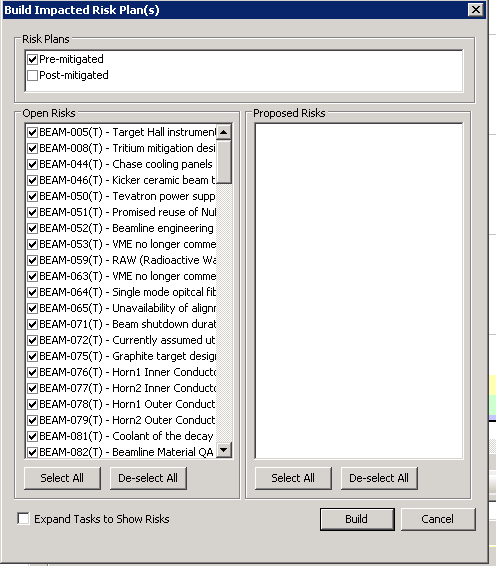 Build Impacted Risk Plan(s)
Risk Plans
Pre-mitigated
Post-mitigated
Open Risks
BEAM-005(T) - Target Hall instrument
BEAM-008(T) - Tritium mitigation desi
BEAM-044(T) - Chase cooling panels
BEAM-046(T) - Kicker ceramic beam t
BEAM-050(T) - Tevatron power supp
BEAM-051(T) - Promised reuse of Nu
BEAM-052(T) - Beamline engineering
BEAM-053(T) - VME no longer comme
BEAM-059(T) - RAW (Radioactive Wa
BEAM-063(T) - VME no longer comme
BEAM-064(T) - Single mode opitcal fib
BEAM-065(T) - Unavailability of alignm
BEAM-071(T) - Beam shutdown durat
BEAM-072(T) - Currently assumed ut
BEAM-075(T) - Graphite target design
BEAM-076(T) - Horn1 Inner Conducto
BEAM-077(T) - Horn2 Inner Conducto
BEAM-078(T) - Horn1 Outer Conduct
BEAM-079(T) - Horn2 Outer Conduct
BEAM-081(T) - Coolant of the decay
BEAM-082(T) - Beamline Material QA
Select All
De-select All
Proposed Risks
Select All
De-select All
Expand Tasks to Show Risks
Build
Cancel